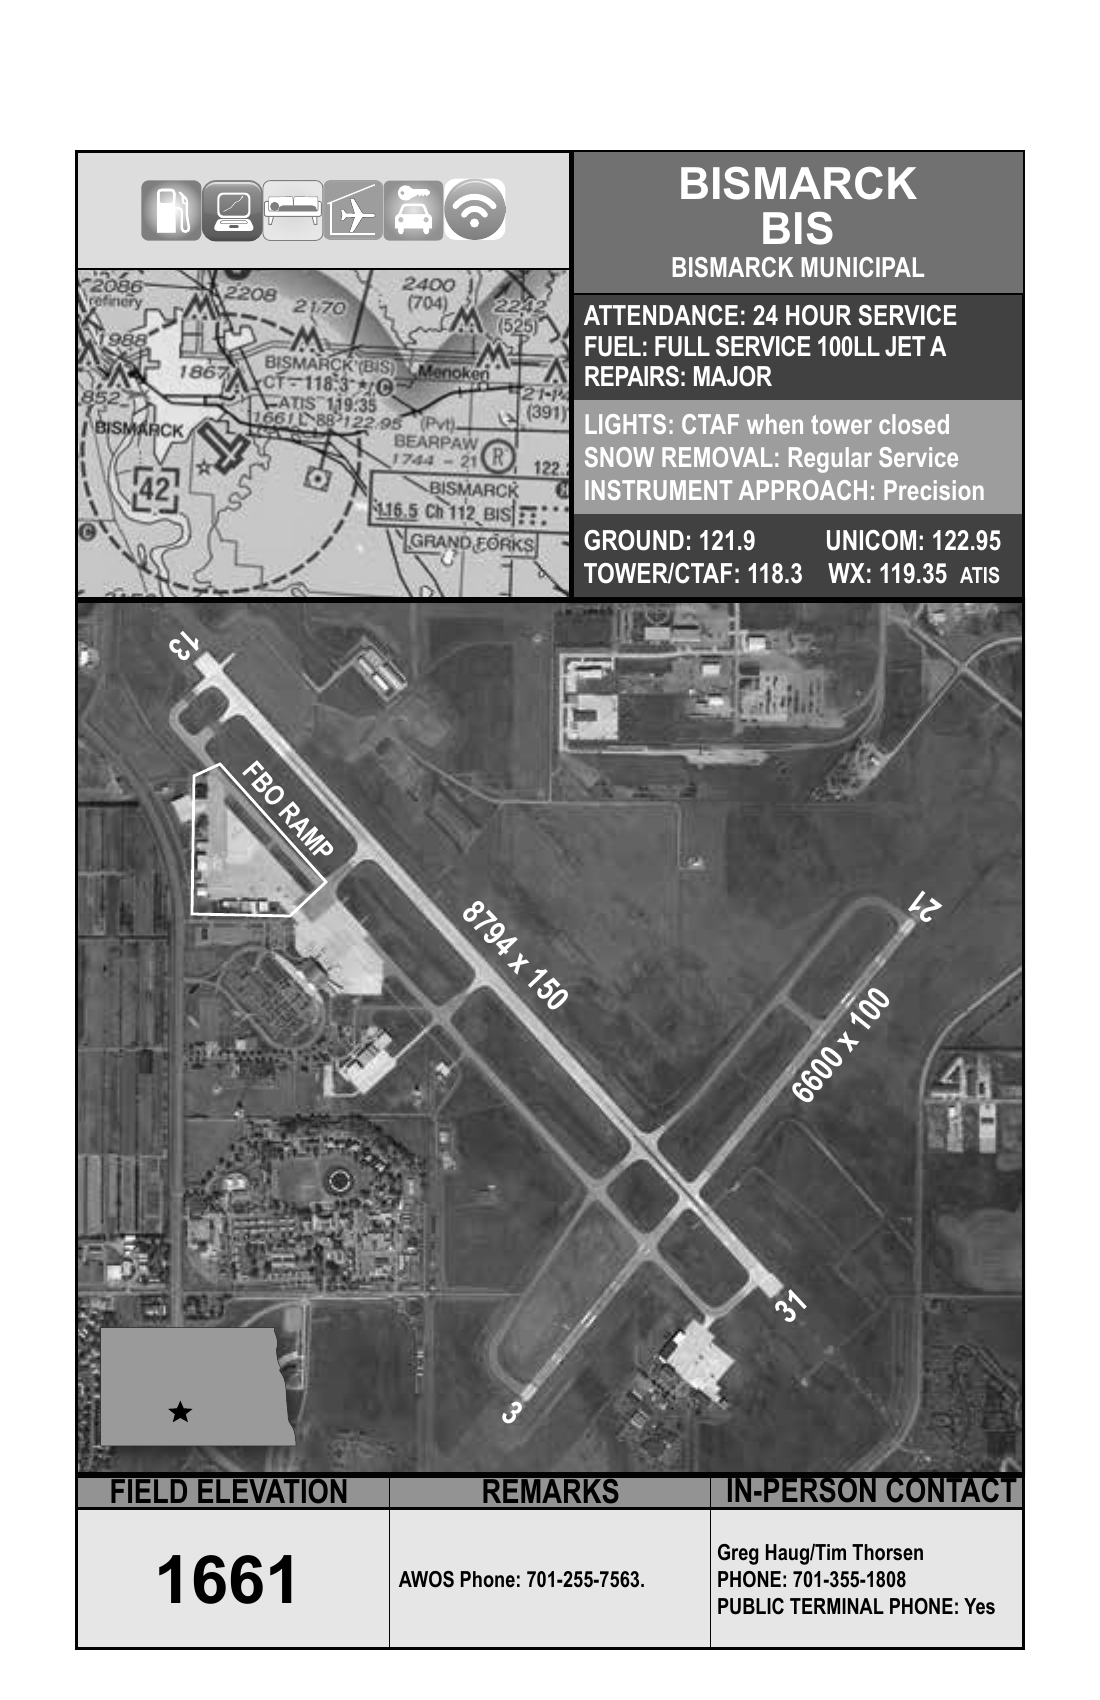 BISMARCK
BIS
BISMARCK MUNICIPAL
ATTENDANCE: 24 HOUR SERVICE
FUEL: FULL SERVICE 100LL JET A
REPAIRS: MAJOR
LIGHTS: CTAF when tower closed
SNOW REMOVAL: Regular Service
INSTRUMENT APPROACH: Precision
GROUND: 121.9 UNICOM: 122.95
TOWER/CTAF: 118.3 WX: 119.35 ATIS
2086
refinery
2208
2170
2400
(704)
2242
(525)
1988
1867
BISMARCK (BIS)
CT - 118.3 ★ C
ATIS 119.35
1661 L 88 122.95
Menoken
852
BISMARCK
(Pvt)
BEARPAW
1744 - 21
R
(391)
122.
42
BISMARCK
116.5 Ch 112 BIS
GRAND FORKS
C
13
FBO RAMP
8794 x 150
21
6600 x 100
31
3
FIELD ELEVATION
1661
REMARKS
AWOS Phone: 701-255-7563.
IN-PERSON CONTACT
Greg Haug/Tim Thorsen
PHONE: 701-355-1808
PUBLIC TERMINAL PHONE: Yes